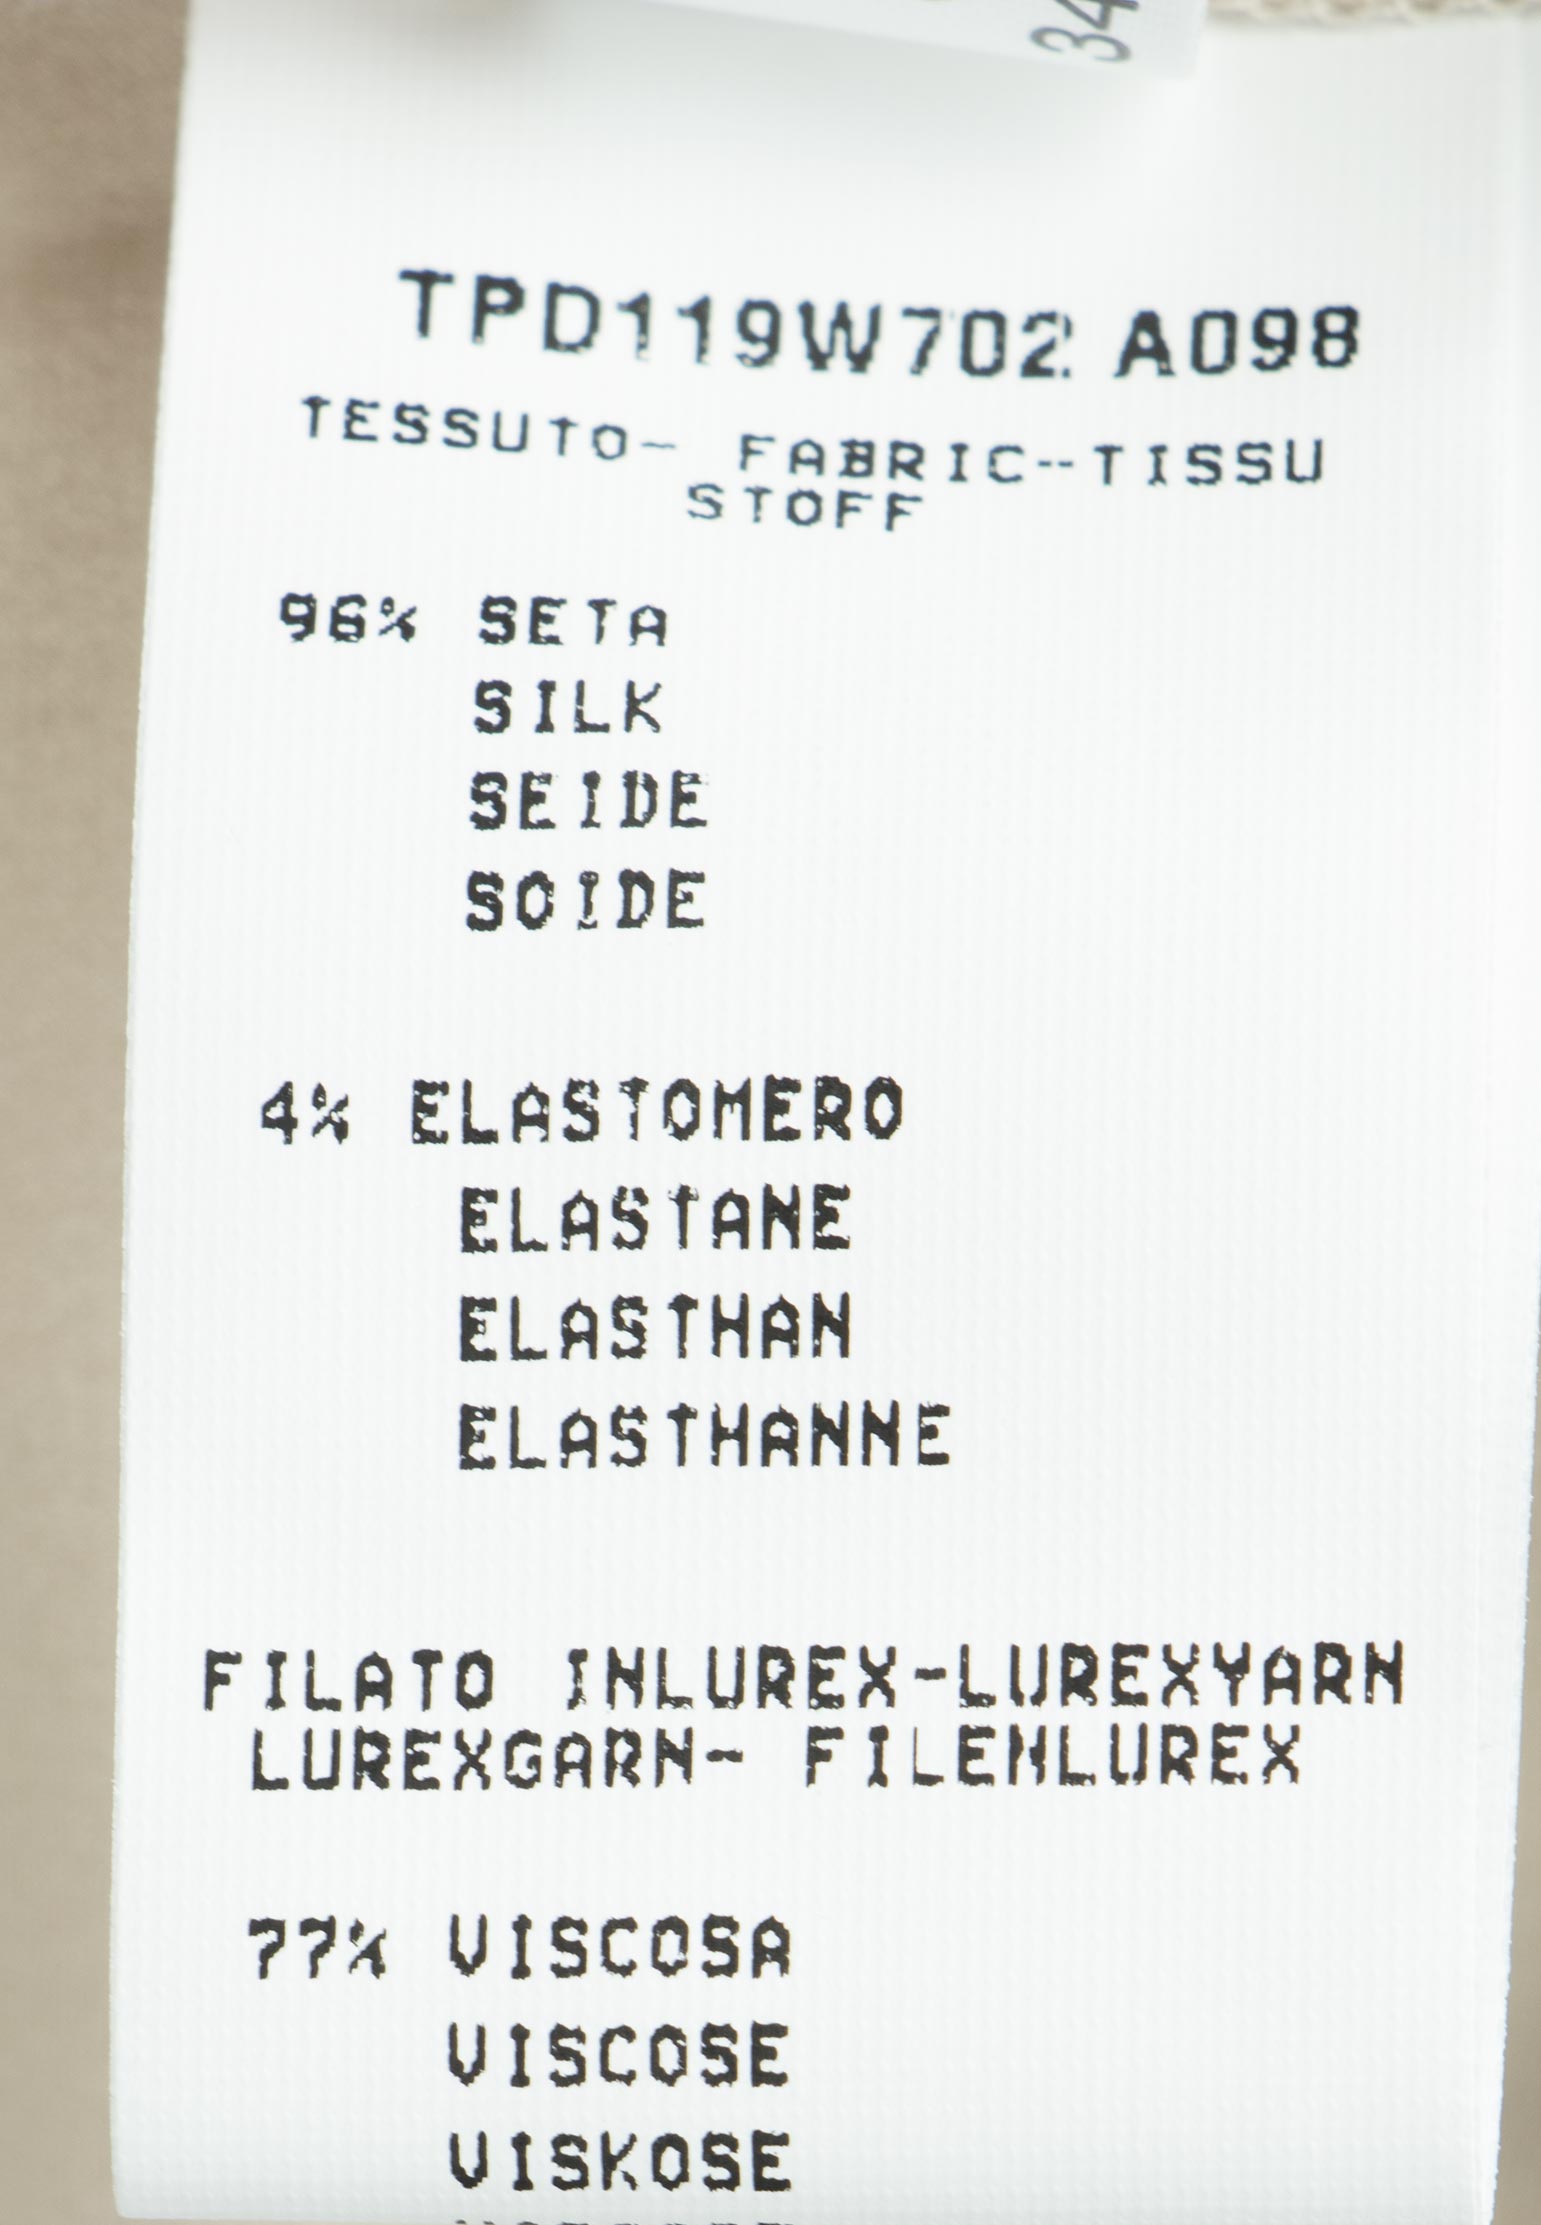 34
TPD119W702 A098
TESSUTO- FABRIC--TISSU
STOFF
96% SETA
SILK
SEIDE
SOIDE
4% ELASTOMERO
ELASTANE
ELASTHAN
ELASTHANNE
FILATO INLUREX-LUREXYARN
LUREXGARN- FILENLUREX
77% VISCOSA
VISCOSE
VISKOSE